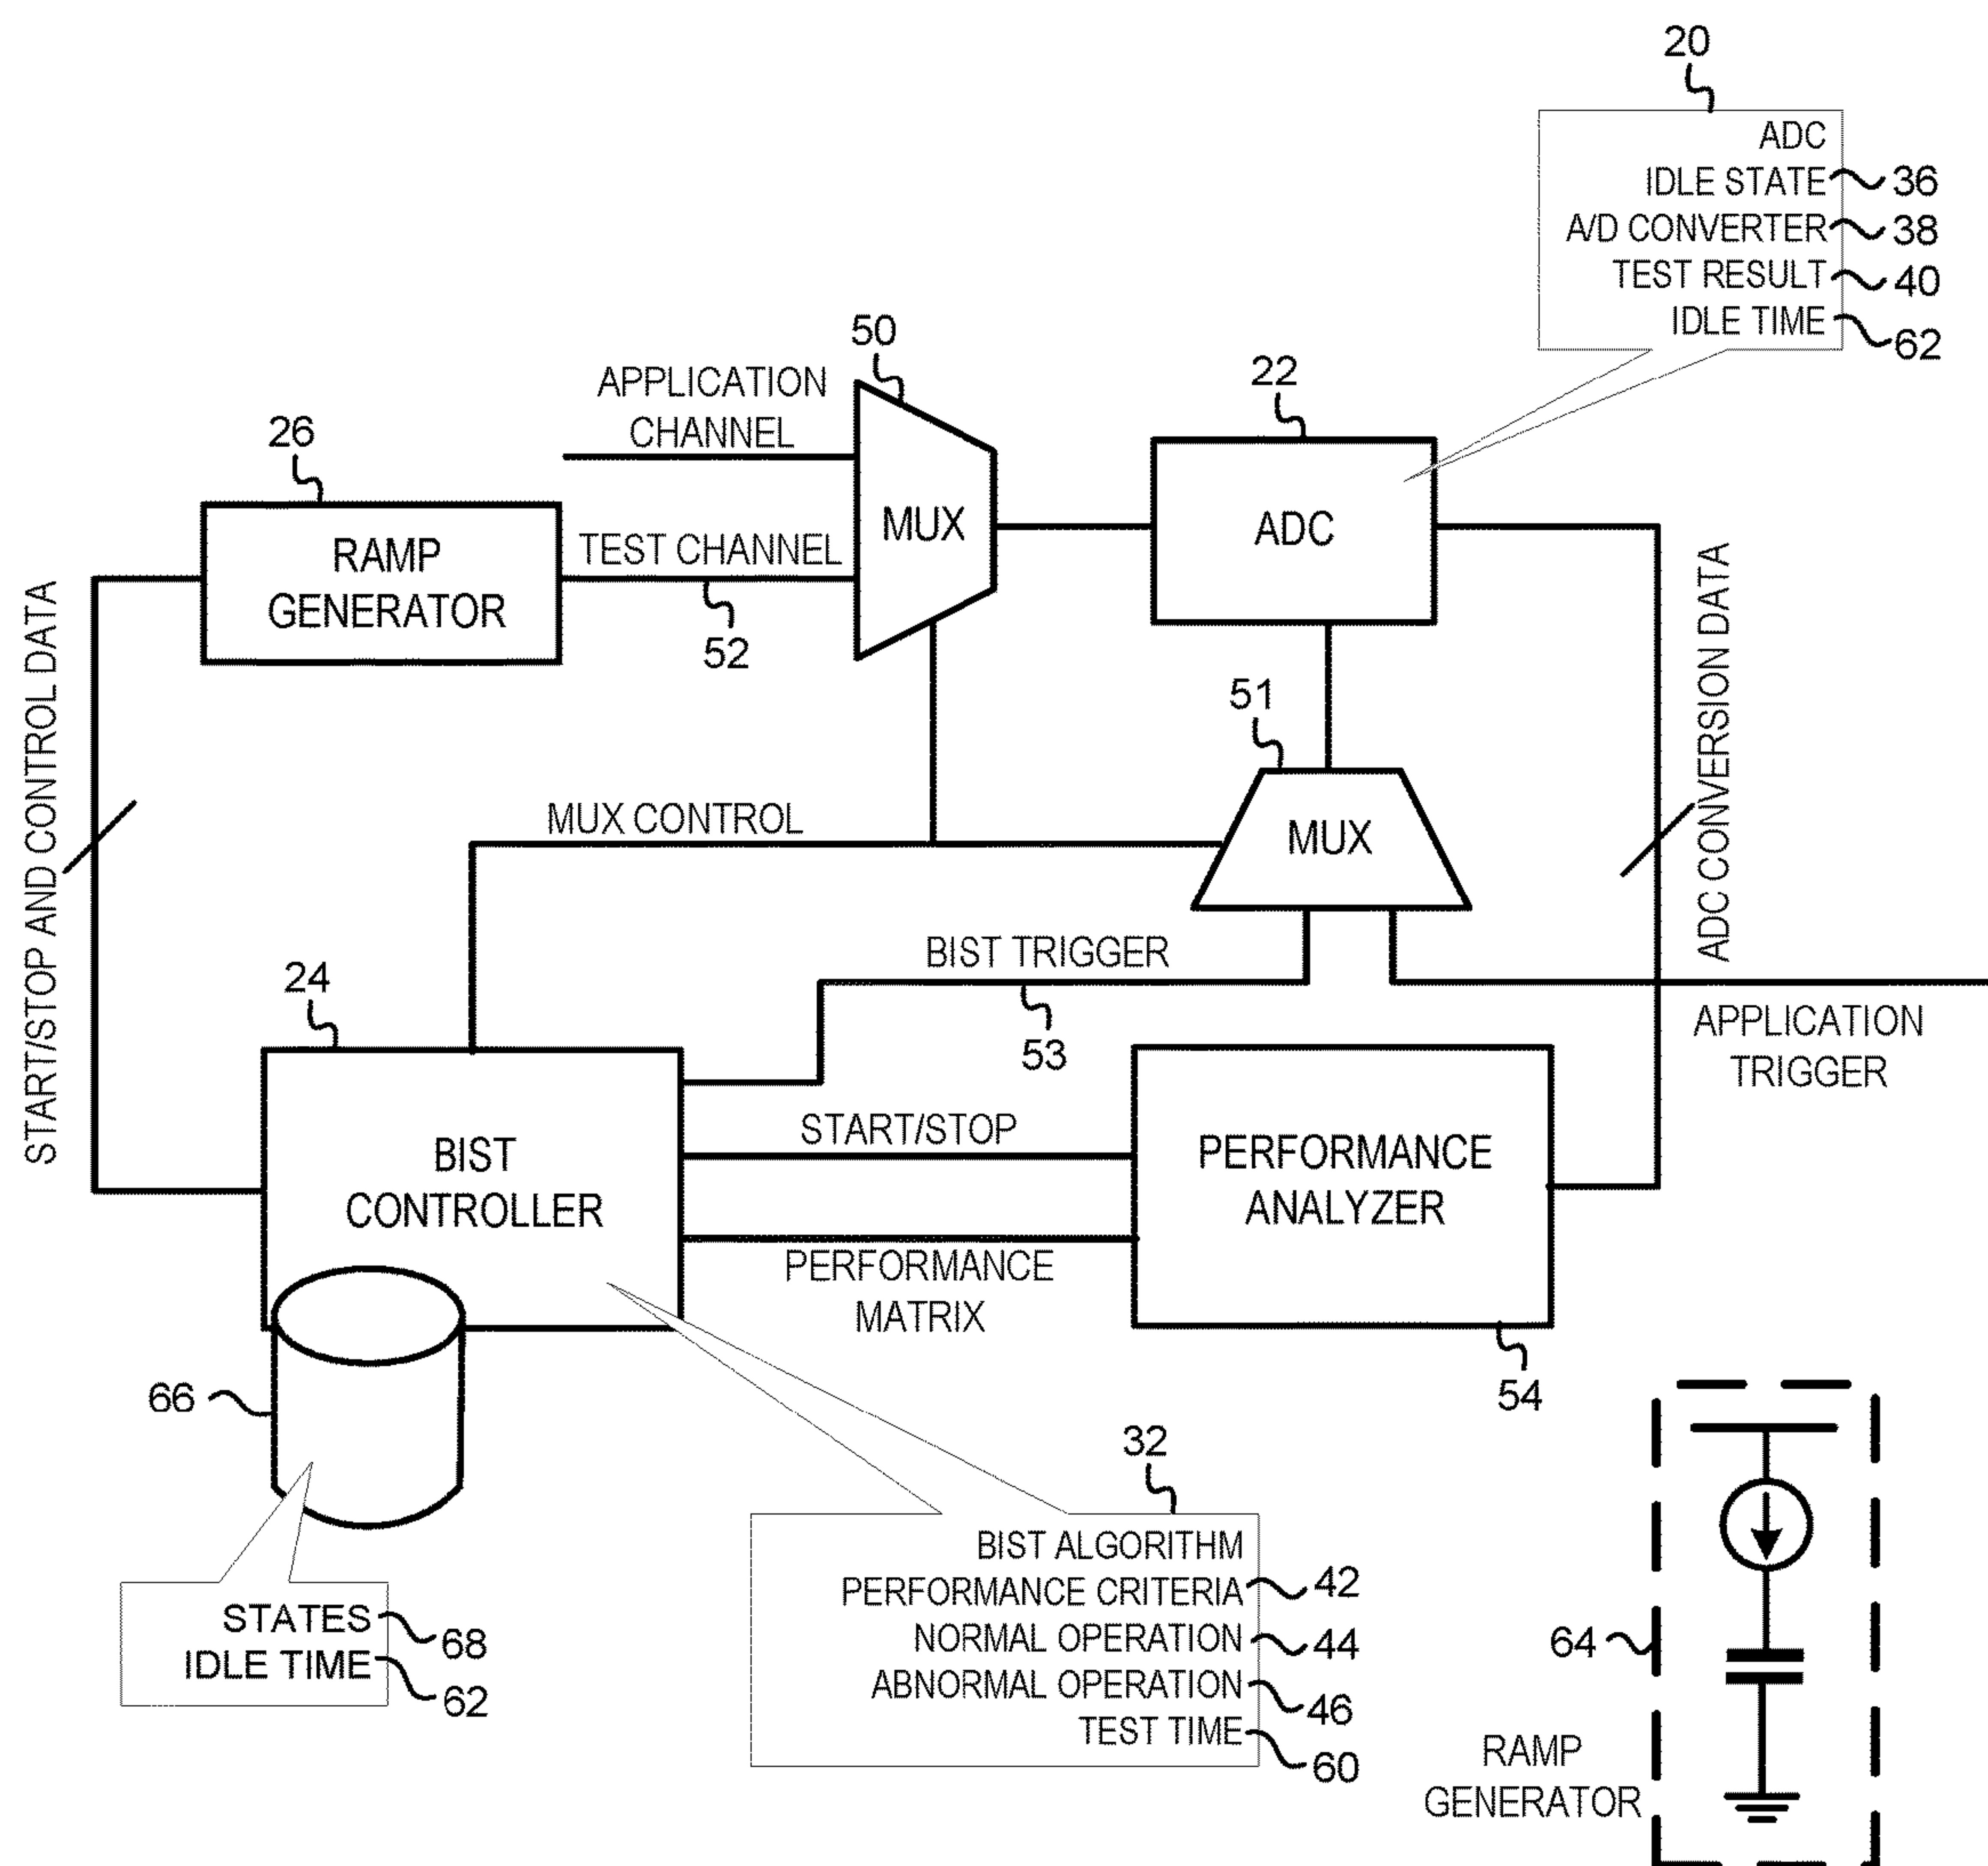 20
ADC
IDLE STATE
36
A/D CONVERTER
38
TEST RESULT
40
IDLE TIME
62
50
APPLICATION
CHANNEL
22
26
MUX
ADC
RAMP
GENERATOR
TEST CHANNEL
52
START/STOP AND CONTROL DATA
ADC CONVERSION DATA
51
MUX CONTROL
MUX
BIST TRIGGER
53
24
APPLICATION
TRIGGER
BIST
CONTROLLER
START/STOP
PERFORMANCE
ANALYZER
PERFORMANCE
MATRIX
54
66
32
BIST ALGORITHM
PERFORMANCE CRITERIA
42
NORMAL OPERATION
44
ABNORMAL OPERATION
46
TEST TIME
60
STATES
68
IDLE TIME
62
64
RAMP
GENERATOR